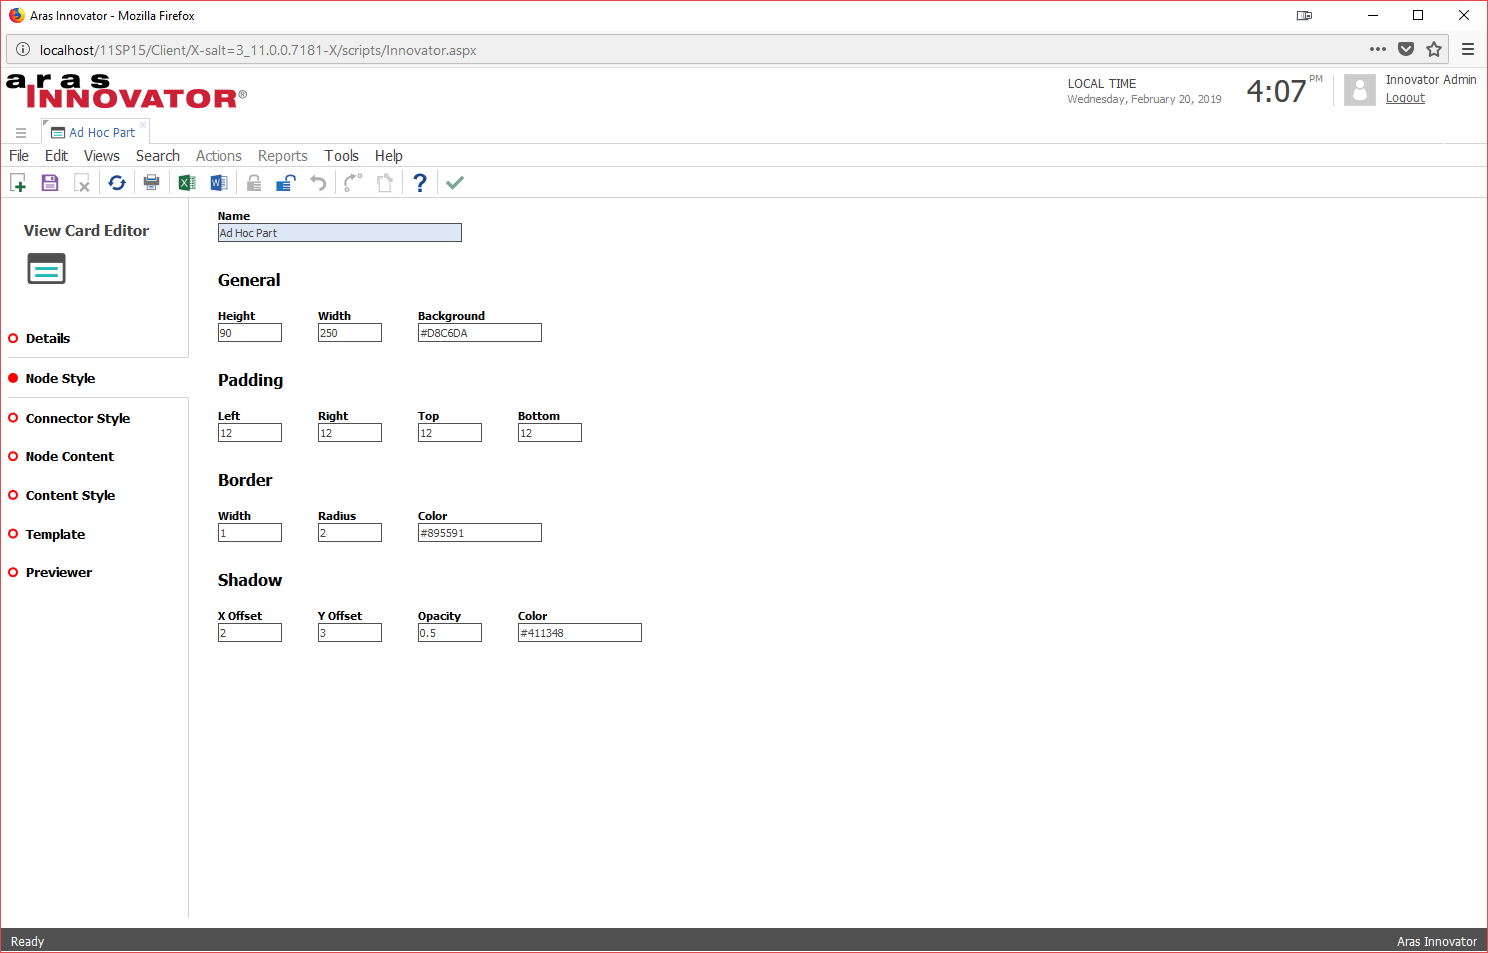 Aras Innovator - Mozilla Firefox
localhost/11SP15/Client/X-salt=3_11.0.0.7181-X/scripts/Innovator.aspx
aras
INNOVATOR®
LOCAL TIME
Wednesday, February 20, 2019
4:07 PM
Innovator Admin
Logout
Ad Hoc Part
File Edit Views Search Actions Reports Tools Help
View Card Editor
Details
Node Style
Connector Style
Node Content
Content Style
Template
Previewer
Name
Ad Hoc Part
General
Height Width Background
90 250 #D8C6DA
Padding
Left Right Top Bottom
12 12 12 12
Border
Width Radius Color
1 2 #895591
Shadow
X Offset Y Offset Opacity Color
2 3 0.5 #411348
Ready Aras Innovator